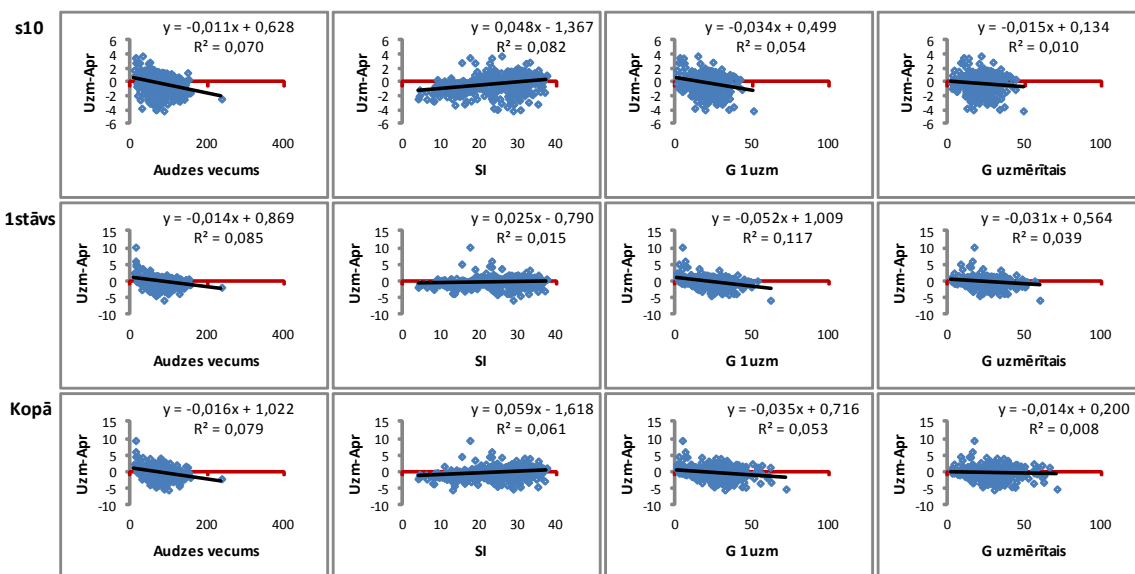 s10
y = -0,011x + 0,628
R² = 0,070
Uzm-Apr
6
4
2
0
-2
-4
-6
0 200 400
Audzes vecums
y = 0,048x - 1,367
R² = 0,082
Uzm-Apr
6
4
2
0
-2
-4
-6
0 10 20 30 40
SI
y = -0,034x + 0,499
R² = 0,054
Uzm-Apr
6
4
2
0
-2
-4
-6
0 50 100
G 1uzm
y = -0,015x + 0,134
R² = 0,010
Uzm-Apr
6
4
2
0
-2
-4
-6
0 50 100
G uzmērītais
1stāvs
y = -0,014x + 0,869
R² = 0,085
Uzm-Apr
15
10
5
0
-5
-10
0 200 400
Audzes vecums
y = 0,025x - 0,790
R² = 0,015
Uzm-Apr
15
10
5
0
-5
-10
0 10 20 30 40
SI
y = -0,052x + 1,009
R² = 0,117
Uzm-Apr
15
10
5
0
-5
-10
0 50 100
G 1uzm
y = -0,031x + 0,564
R² = 0,039
Uzm-Apr
15
10
5
0
-5
-10
0 50 100
G uzmērītais
Kopā
y = -0,016x + 1,022
R² = 0,079
Uzm-Apr
15
10
5
0
-5
-10
0 200 400
Audzes vecums
y = 0,059x - 1,618
R² = 0,061
Uzm-Apr
15
10
5
0
-5
-10
0 10 20 30 40
SI
y = -0,035x + 0,716
R² = 0,053
Uzm-Apr
15
10
5
0
-5
-10
0 50 100
G 1uzm
y = -0,014x + 0,200
R² = 0,008
Uzm-Apr
15
10
5
0
-5
-10
0 50 100
G uzmērītais